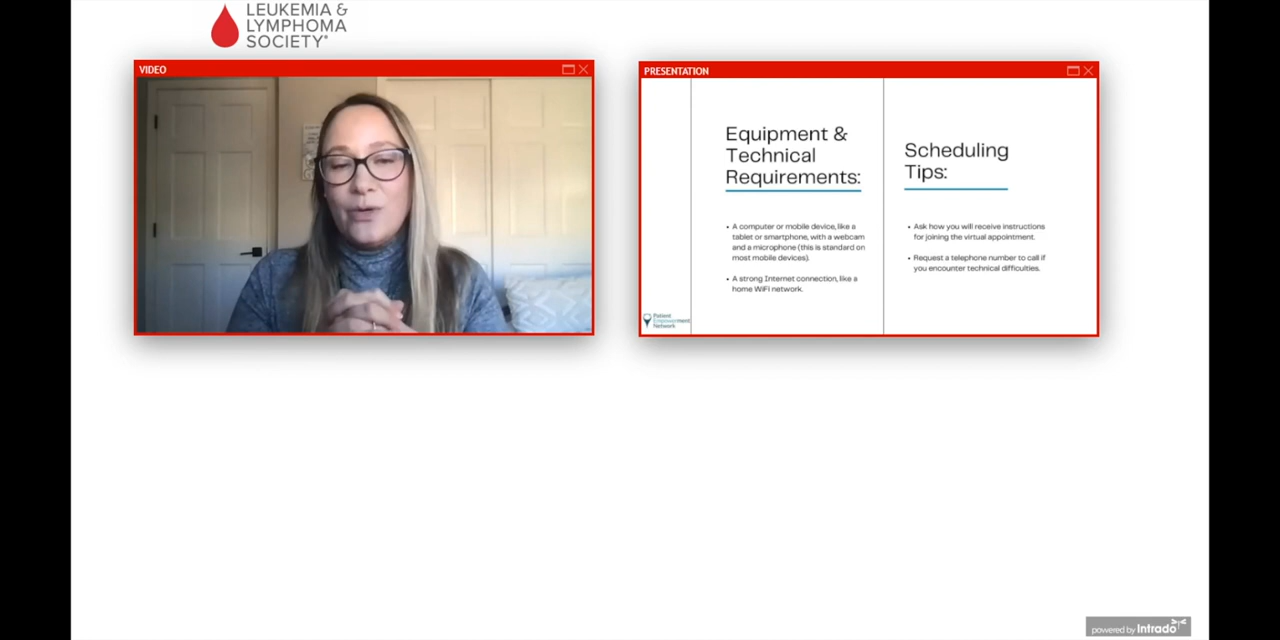 LEUKEMIA &
LYMPHOMA
SOCIETY®
VIDEO
PRESENTATION
Equipment &
Technical
Requirements:
• A computer or mobile device, like a
tablet or smartphone, with a webcam
and a microphone (this is standard on
most mobile devices).
• A strong Internet connection, like a
home WiFI network.
Scheduling
Tips:
• Ask how you will receive instructions
for joining the virtual appointment.
• Request a telephone number to call if
you encounter technical difficulties.
Patient
Empowerment
Network
powered by Intrado